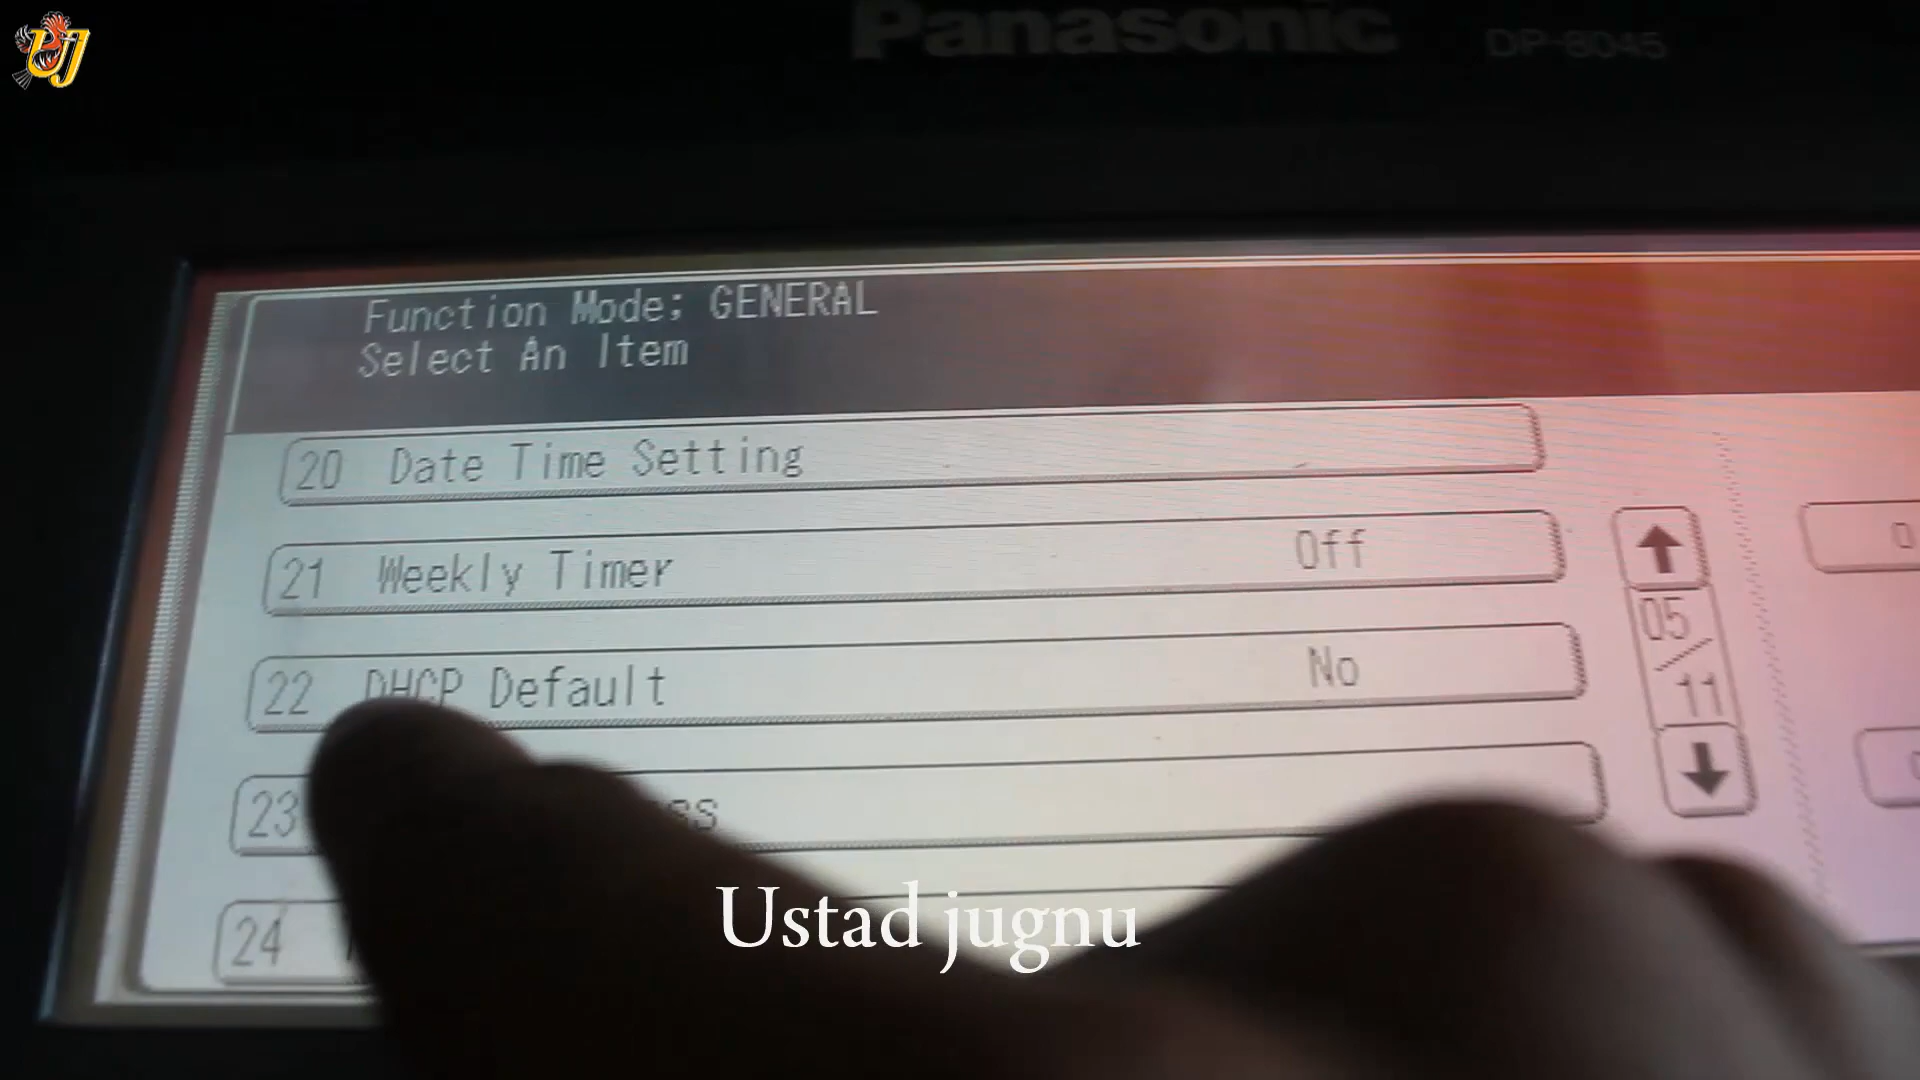 UJ
Panasonic DP-8045
Function Mode: GENERAL
Select An Item
20 Date Time Setting
21 Weekly Timer Off
22 DHCP Default No
23
24
05/11
Ustad jugnu